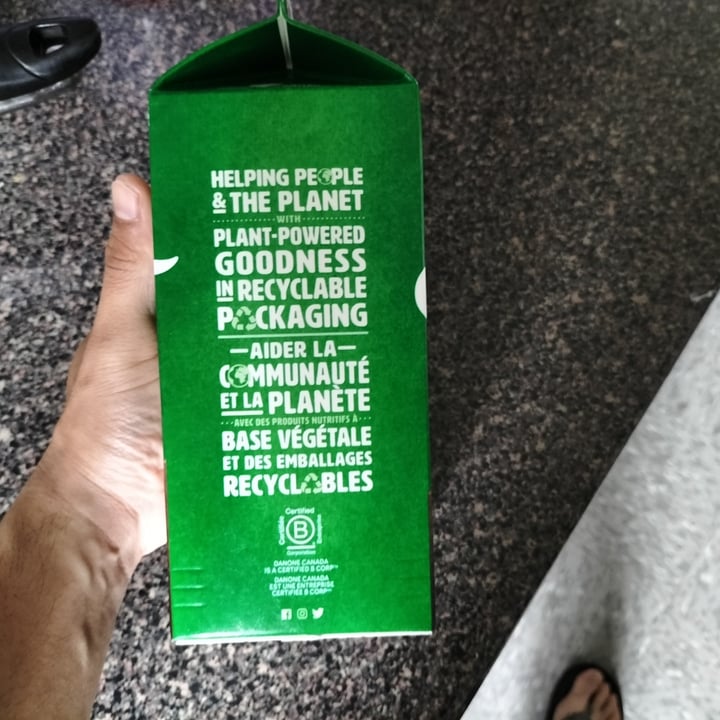 HELPING PEOPLE
& THE PLANET
WITH
PLANT-POWERED
GOODNESS
IN RECYCLABLE
PACKAGING
AIDER LA
COMMUNAUTÉ
ET LA PLANÈTE
AVEC DES PRODUITS NUTRITIFS À
BASE VÉGÉTALE
ET DES EMBALLAGES
RECYCLABLES
Certified
B
Corporation
DANONE CANADA
IS A CERTIFIED B CORP™
DANONE CANADA
EST UNE ENTREPRISE
CERTIFIÉE B CORP™